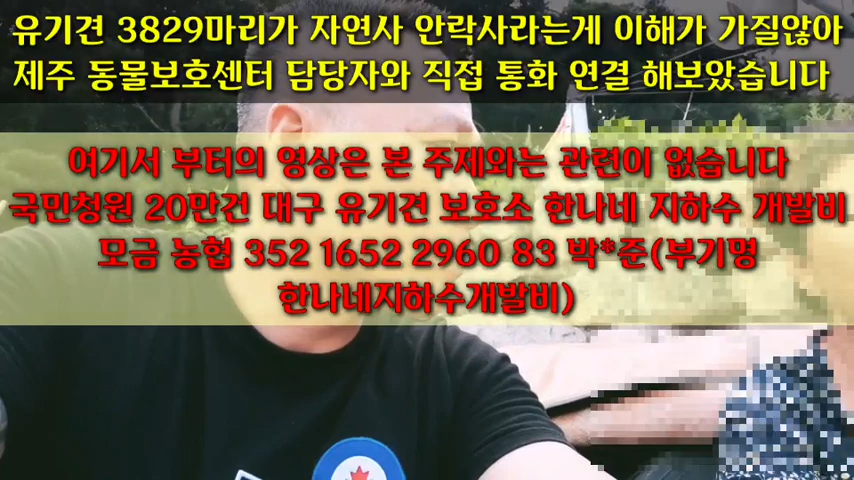 유기견 3829마리가 자연사 안락사라는게 이해가 가질않아
제주 동물보호센터 담당자와 직접 통화 연결 해보았습니다
여기서 부터의 영상은 본 주제와는 관련이 없습니다
국민청원 20만건 대구 유기견 보호소 한나네 지하수 개발비
모금 농협 352 1652 2960 83 박*준(부기명
한나네지하수개발비)